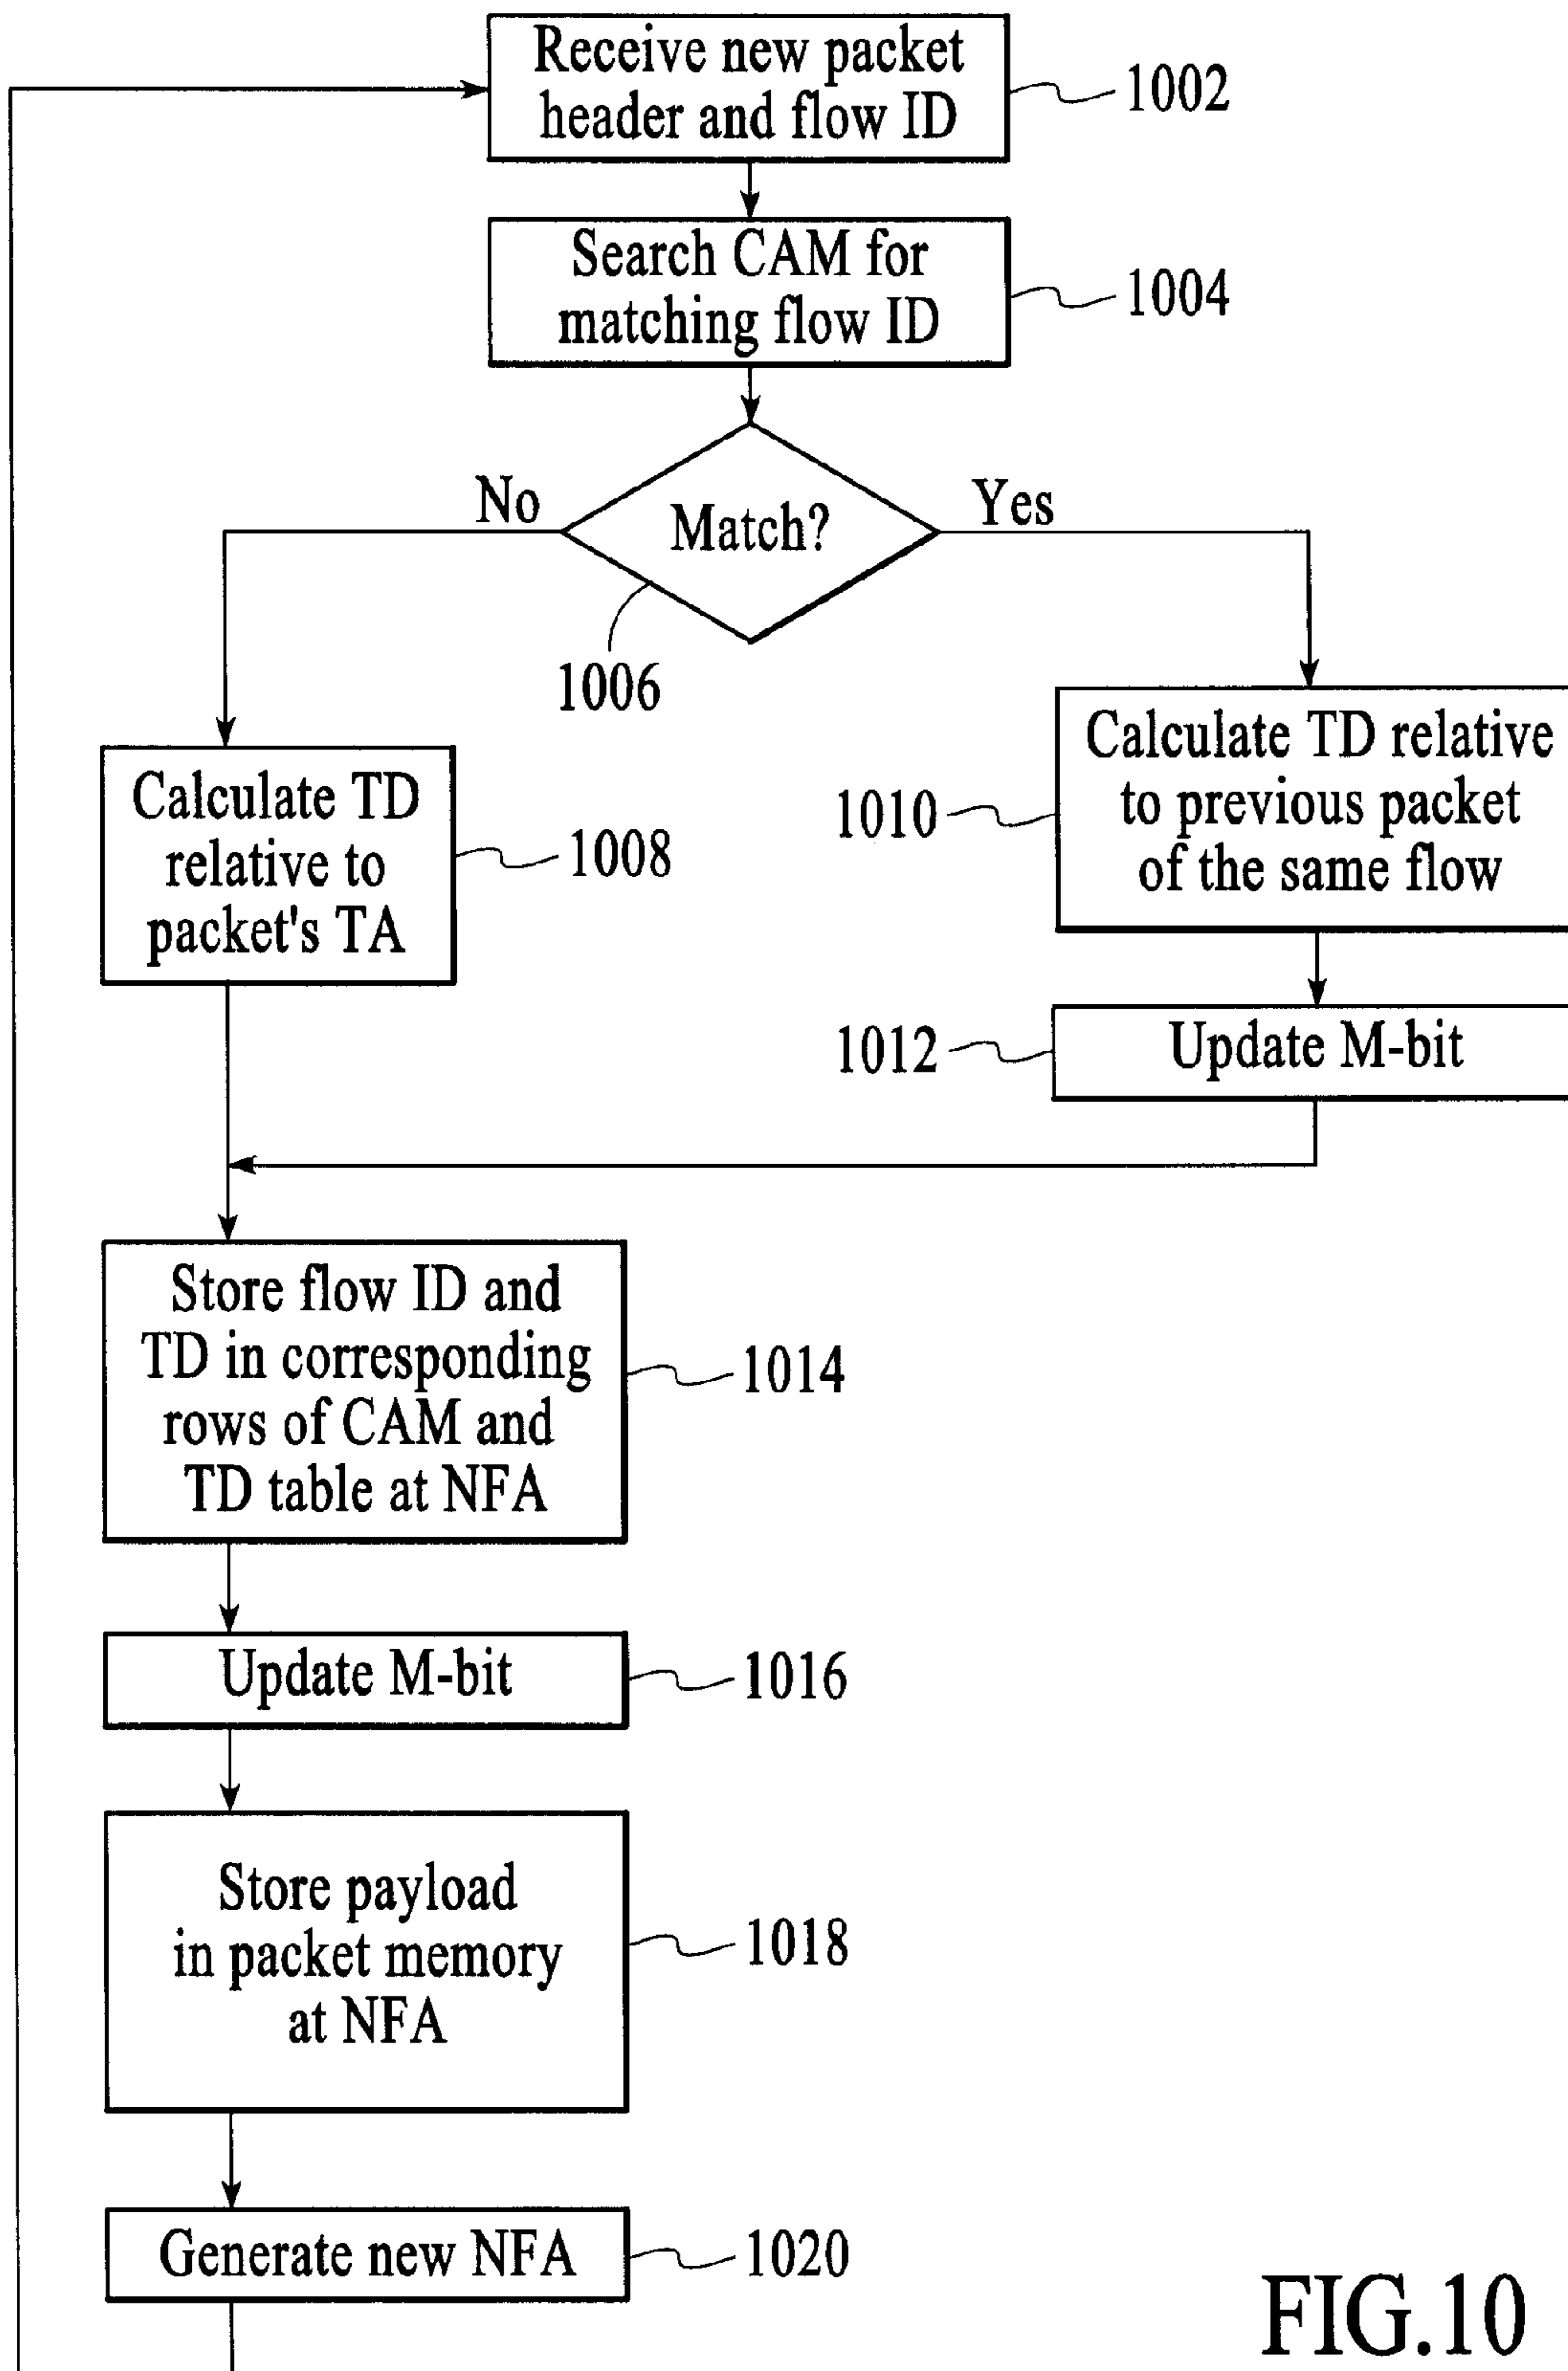 Receive new packet
header and flow ID
1002
Search CAM for
matching flow ID
1004
No
Match?
Yes
1006
Calculate TD
relative to
packet's TA
1008
Calculate TD relative
to previous packet
of the same flow
1010
Update M-bit
1012
Store flow ID and
TD in corresponding
rows of CAM and
TD table at NFA
1014
Update M-bit
1016
Store payload
in packet memory
at NFA
1018
Generate new NFA
1020
FIG.10